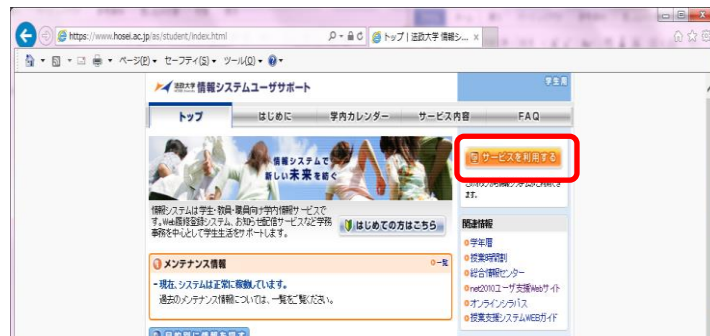 https://www.hosei.ac.jp/as/student/index.html
トップ | 法政大学 情報シ...
ページ(P) セーフティ(S) ツール(O)
法政大学 情報システムユーザサポート
学生用
トップ はじめに 学内カレンダー サービス内容 FAQ
情報システムで
新しい未来を紡ぐ
サービスを利用する
ます。
情報システムは学生・教員・職員向け学内情報サービスで
す。Web履修登録システム、お知らせ配信サービスなど学務
事務を中心として学生生活をサポートします。
はじめての方はこちら
メンテナンス情報
一覧
・現在、システムは正常に稼働しています。
過去のメンテナンス情報については、一覧をご覧ください。
目的別に情報を探す
関連情報
学年暦
授業時間割
総合情報センター
net2010ユーザ支援Webサイト
オンラインシラバス
授業支援システムWEBガイド